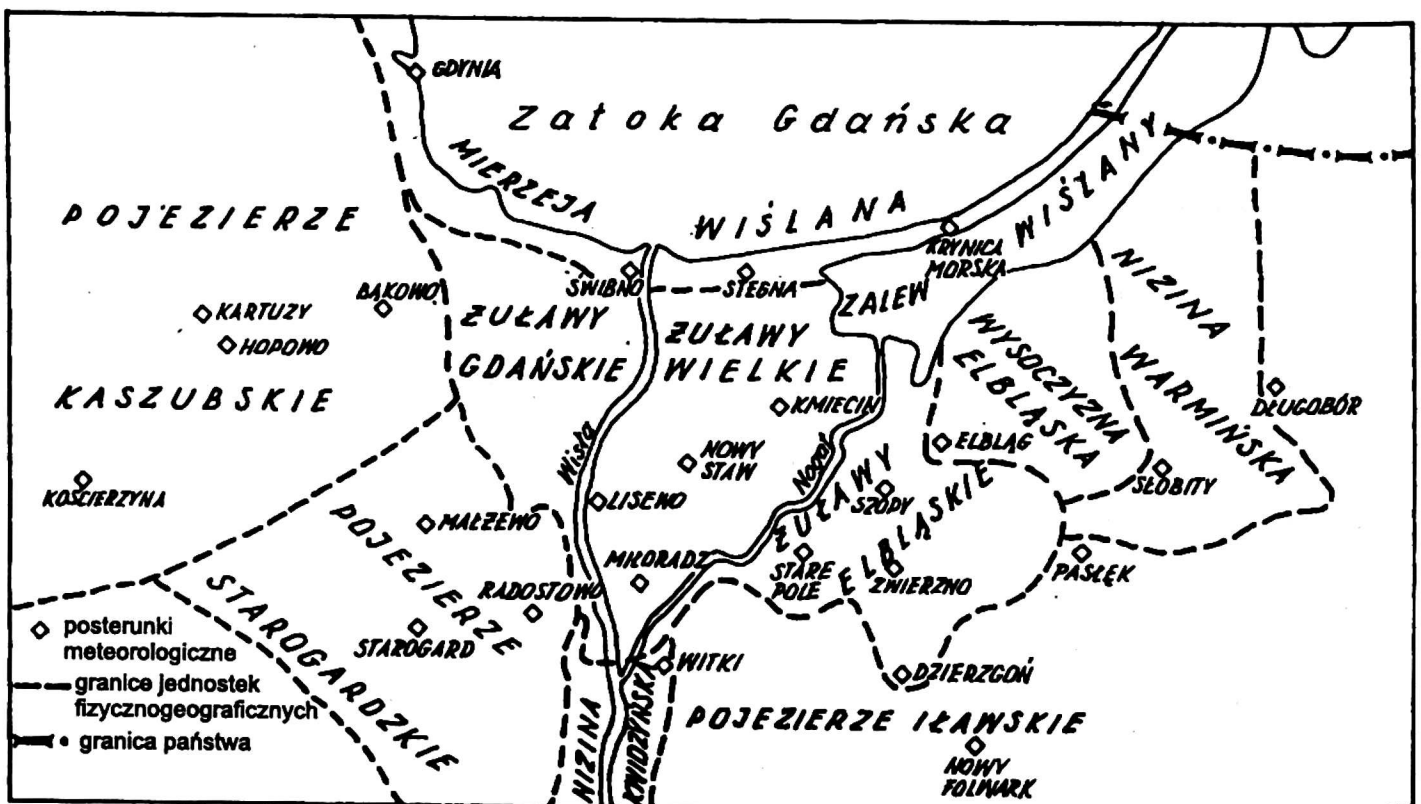 GDYNIA
Zatoka Gdańska
MIERZEJA
WIŚLANA
WIŚLANY
POJEZIERZE
KRYNICA
MORSKA
NIZINA
ŚWIBNO
STEGNA
ZALEW
BĄKOWO
KARTUZY
HOPOWO
ŻUŁAWY
GDAŃSKIE
ŻUŁAWY
WIELKIE
WYSOCZYZNA
ELBLĄSKA
WARMIŃSKA
KASZUBSKIE
KMIECIN
DŁUGOBÓR
Wisła
NOWY
STAW
Nogat
ELBLĄG
KOŚCIERZYNA
LISEWO
ŻUŁAWY
SZOPY
ELBLĄSKIE
SŁOBITY
MAŁŻEWO
POJEZIERZE
MIŁORADZ
STARE
POLE
ZWIERZNO
PASŁĘK
STAROGARDZKIE
RADOSTOWO
STAROGARD
WITKI
DZIERZGOŃ
NIZINA
KWIDZYŃSKA
POJEZIERZE IŁAWSKIE
NOWY
FOLWARK
posterunki
meteorologiczne
granice jednostek
fizycznogeograficznych
granica państwa